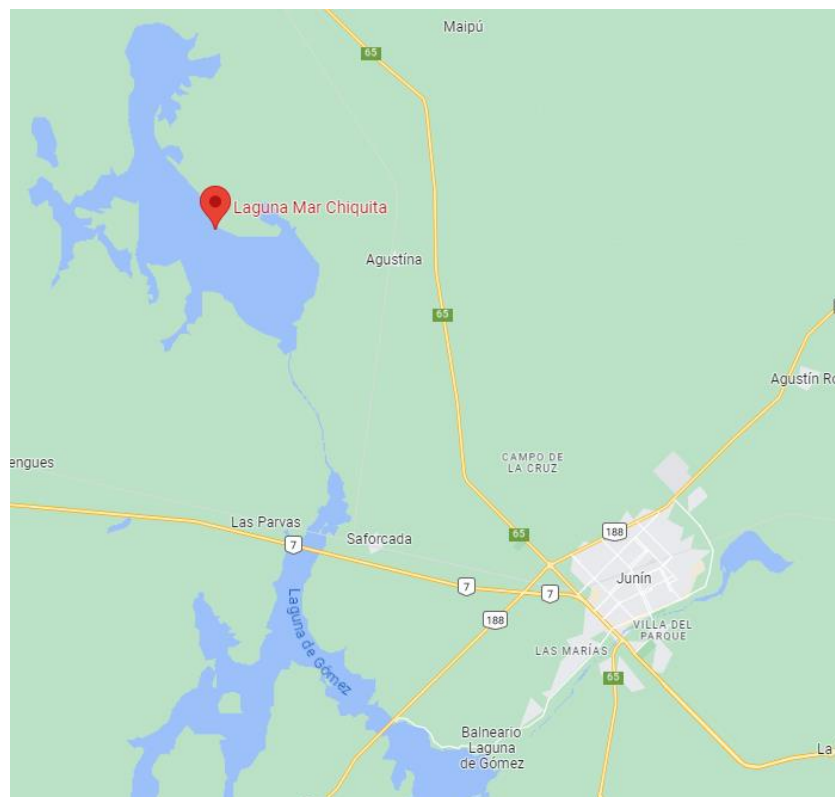 Maipú
65
Laguna Mar Chiquita
Agustína
65
Agustín Ro
CAMPO DE
LA CRUZ
engues
Las Parvas
7
Saforcada
65
188
Junín
7
7
188
Laguna de Gómez
VILLA DEL
PARQUE
LAS MARÍAS
65
Balneario
Laguna
de Gómez
La